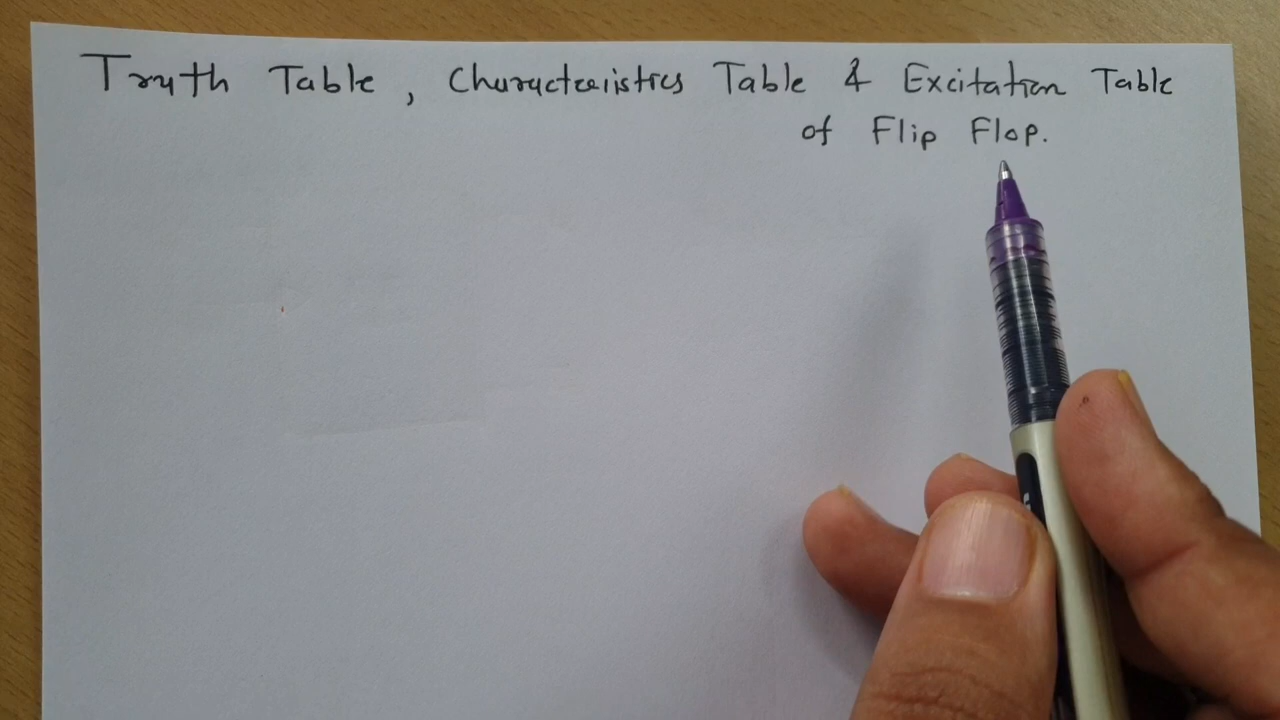 Truth Table, Characteristics Table & Excitation Table
of Flip Flop.